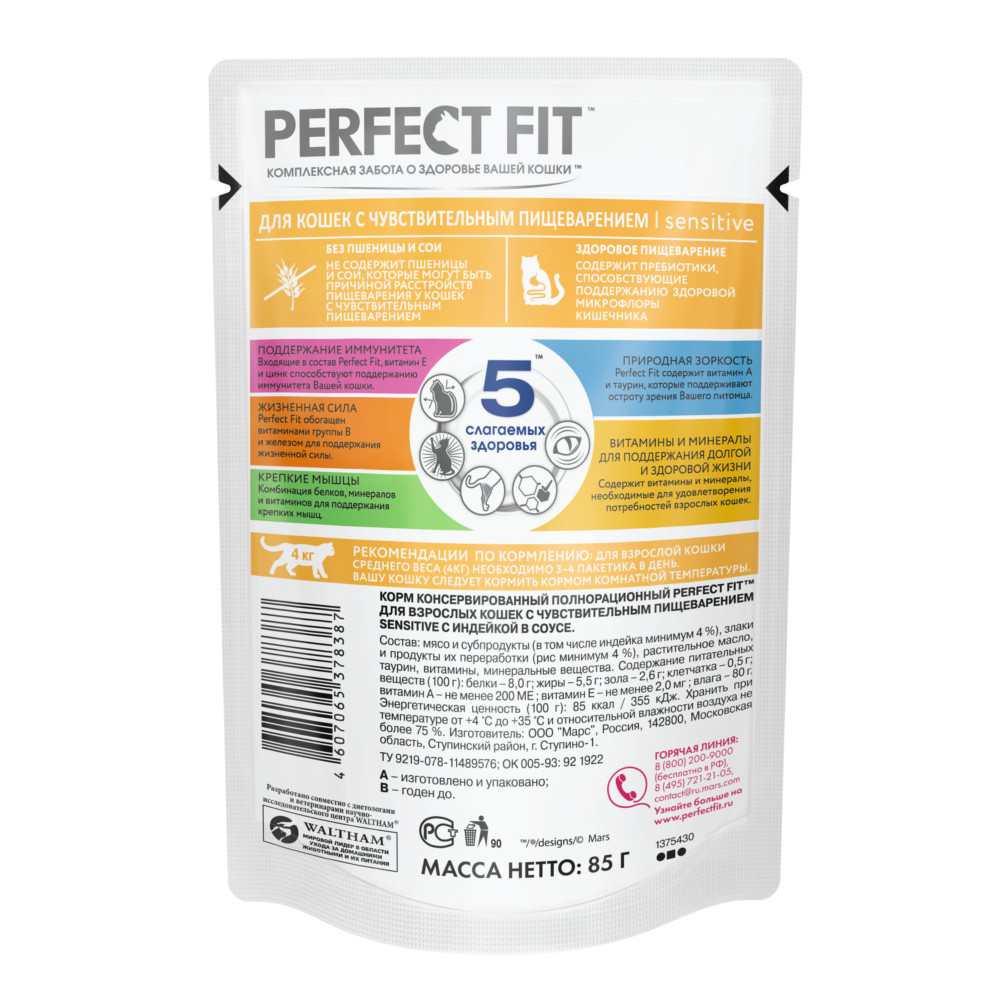 PERFECT FIT™
КОМПЛЕКСНАЯ ЗАБОТА О ЗДОРОВЬЕ ВАШЕЙ КОШКИ™
ДЛЯ КОШЕК С ЧУВСТВИТЕЛЬНЫМ ПИЩЕВАРЕНИЕМ | sensitive
БЕЗ ПШЕНИЦЫ И СОИ
НЕ СОДЕРЖИТ ПШЕНИЦЫ
И СОИ, КОТОРЫЕ МОГУТ БЫТЬ
ПРИЧИНОЙ РАССТРОЙСТВ
ПИЩЕВАРЕНИЯ У КОШЕК
С ЧУВСТВИТЕЛЬНЫМ
ПИЩЕВАРЕНИЕМ
ЗДОРОВОЕ ПИЩЕВАРЕНИЕ
СОДЕРЖИТ ПРЕБИОТИКИ,
СПОСОБСТВУЮЩИЕ
ПОДДЕРЖАНИЮ ЗДОРОВОЙ
МИКРОФЛОРЫ
КИШЕЧНИКА
ПОДДЕРЖАНИЕ ИММУНИТЕТА
Входящие в состав Perfect Fit, витамин Е
и цинк способствуют поддержанию
иммунитета Вашей кошки.
ЖИЗНЕННАЯ СИЛА
Perfect Fit обогащен
витаминами группы В
и железом для поддержания
жизненной силы.
КРЕПКИЕ МЫШЦЫ
Комбинация белков, минералов
и витаминов для поддержания
крепких мышц.
5™
слагаемых
здоровья
ПРИРОДНАЯ ЗОРКОСТЬ
Perfect Fit содержит витамин А
и таурин, которые поддерживают
остроту зрения Вашего питомца.
ВИТАМИНЫ И МИНЕРАЛЫ
ДЛЯ ПОДДЕРЖАНИЯ ДОЛГОЙ
И ЗДОРОВОЙ ЖИЗНИ
Содержит витамины и минералы,
необходимые для удовлетворения
потребностей взрослых кошек.
4 кг
РЕКОМЕНДАЦИИ ПО КОРМЛЕНИЮ: ДЛЯ ВЗРОСЛОЙ КОШКИ
СРЕДНЕГО ВЕСА (4КГ) НЕОБХОДИМО 3–4 ПАКЕТИКА В ДЕНЬ.
ВАШУ КОШКУ СЛЕДУЕТ КОРМИТЬ КОРМОМ КОМНАТНОЙ ТЕМПЕРАТУРЫ.
КОРМ КОНСЕРВИРОВАННЫЙ ПОЛНОРАЦИОННЫЙ PERFECT FIT™
ДЛЯ ВЗРОСЛЫХ КОШЕК С ЧУВСТВИТЕЛЬНЫМ ПИЩЕВАРЕНИЕМ
SENSITIVE С ИНДЕЙКОЙ В СОУСЕ.
Состав: мясо и субпродукты (в том числе индейка минимум 4 %), злаки
и продукты их переработки (рис минимум 4 %), растительное масло,
таурин, витамины, минеральные вещества. Содержание питательных
веществ (100 г): белки – 8,0 г; жиры – 5,5 г; зола – 2,6 г; клетчатка – 0,5 г;
витамин А – не менее 200 МЕ ; витамин Е – не менее 2,0 мг ; влага – 80 г.
Энергетическая ценность (100 г): 85 ккал / 355 кДж. Хранить при
температуре от +4 °С до +35 °С и относительной влажности воздуха не
более 75 %. Изготовитель: ООО "Марс", Россия, 142800, Московская
область, Ступинский район, г. Ступино-1.
ТУ 9219-078-11489576; ОК 005-93: 92 1922
А – изготовлено и упаковано;
В – годен до.
4 607065 378387
ГОРЯЧАЯ ЛИНИЯ:
8 (800) 200-9000
(бесплатно в РФ),
8 (495) 721-21-05,
contact@ru.mars.com
Узнайте больше на
www.perfectfit.ru
Разработано совместно с диетологами
и ветеринарами научно-
исследовательского центра WALTHAM®
WALTHAM®
МИРОВОЙ ЛИДЕР В ОБЛАСТИ
УХОДА ЗА ДОМАШНИМИ
ЖИВОТНЫМИ И ИХ ПИТАНИЯ
РСТ
90
™/®/designs/© Mars
1375430
МАССА НЕТТО: 85 Г